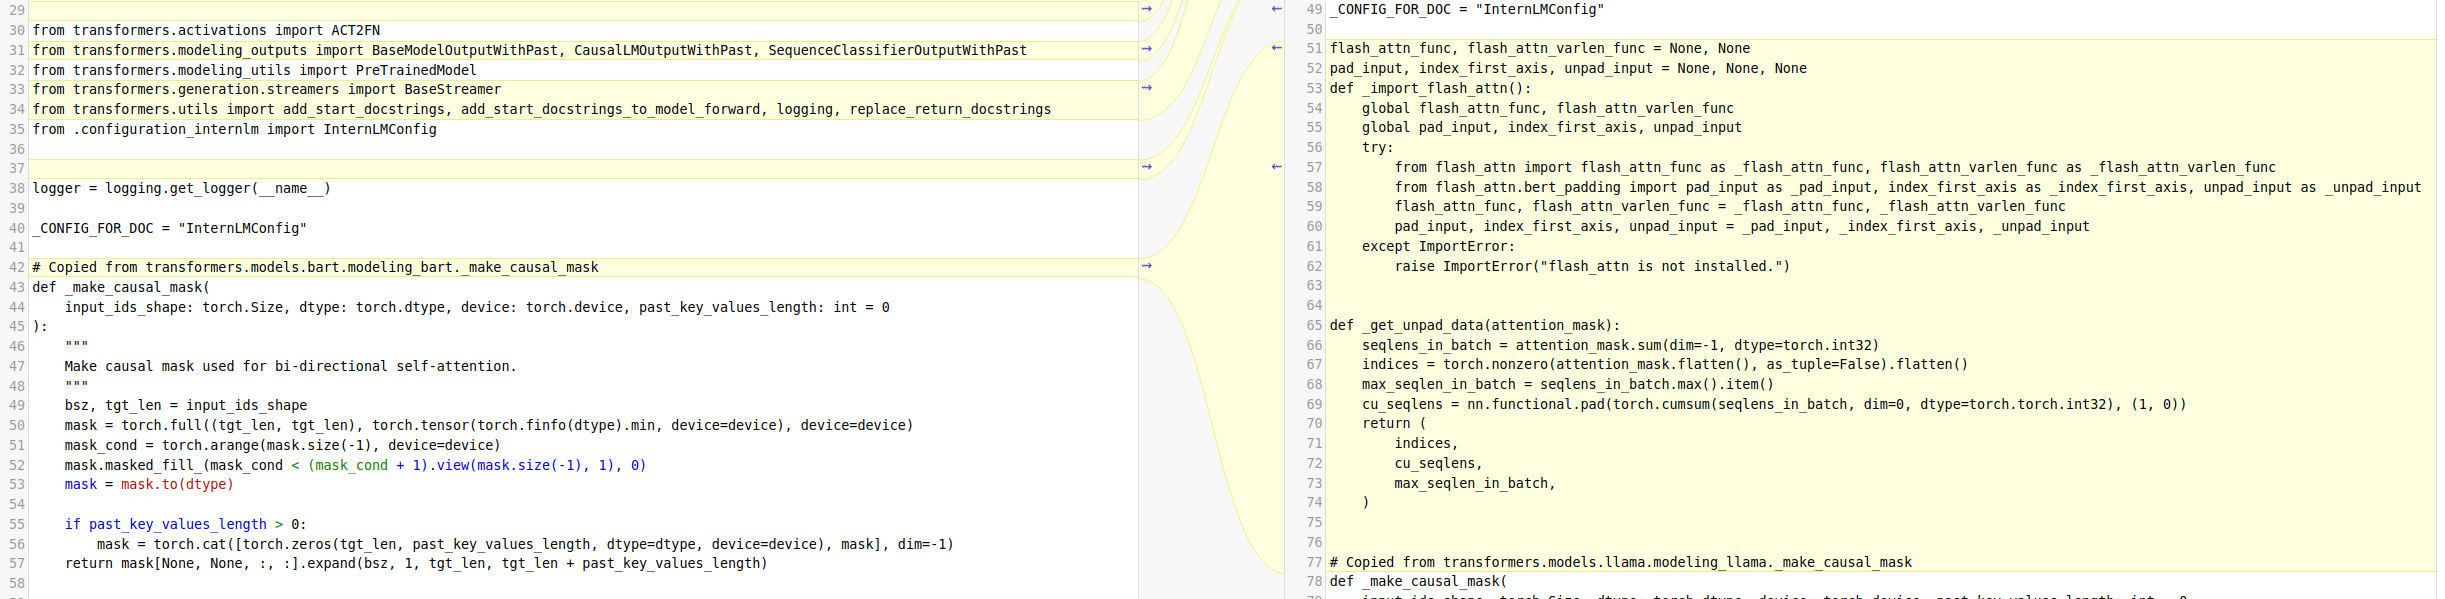 29
30 from transformers.activations import ACT2FN
31 from transformers.modeling_outputs import BaseModelOutputWithPast, CausalLMOutputWithPast, SequenceClassifierOutputWithPast
32 from transformers.modeling_utils import PreTrainedModel
33 from transformers.generation.streamers import BaseStreamer
34 from transformers.utils import add_start_docstrings, add_start_docstrings_to_model_forward, logging, replace_return_docstrings
35 from .configuration_internlm import InternLMConfig
36
37
38 logger = logging.get_logger(__name__)
39
40 _CONFIG_FOR_DOC = "InternLMConfig"
41
42 # Copied from transformers.models.bart.modeling_bart._make_causal_mask
43 def _make_causal_mask(
44     input_ids_shape: torch.Size, dtype: torch.dtype, device: torch.device, past_key_values_length: int = 0
45 ):
46     """
47     Make causal mask used for bi-directional self-attention.
48     """
49     bsz, tgt_len = input_ids_shape
50     mask = torch.full((tgt_len, tgt_len), torch.tensor(torch.finfo(dtype).min, device=device), device=device)
51     mask_cond = torch.arange(mask.size(-1), device=device)
52     mask.masked_fill_(mask_cond < (mask_cond + 1).view(mask.size(-1), 1), 0)
53     mask = mask.to(dtype)
54
55     if past_key_values_length > 0:
56         mask = torch.cat([torch.zeros(tgt_len, past_key_values_length, dtype=dtype, device=device), mask], dim=-1)
57     return mask[None, None, :, :].expand(bsz, 1, tgt_len, tgt_len + past_key_values_length)
58
49 _CONFIG_FOR_DOC = "InternLMConfig"
50
51 flash_attn_func, flash_attn_varlen_func = None, None
52 pad_input, index_first_axis, unpad_input = None, None, None
53 def _import_flash_attn():
54     global flash_attn_func, flash_attn_varlen_func
55     global pad_input, index_first_axis, unpad_input
56     try:
57         from flash_attn import flash_attn_func as _flash_attn_func, flash_attn_varlen_func as _flash_attn_varlen_func
58         from flash_attn.bert_padding import pad_input as _pad_input, index_first_axis as _index_first_axis, unpad_input as _unpad_input
59         flash_attn_func, flash_attn_varlen_func = _flash_attn_func, _flash_attn_varlen_func
60         pad_input, index_first_axis, unpad_input = _pad_input, _index_first_axis, _unpad_input
61     except ImportError:
62         raise ImportError("flash_attn is not installed.")
63
64
65 def _get_unpad_data(attention_mask):
66     seqlens_in_batch = attention_mask.sum(dim=-1, dtype=torch.int32)
67     indices = torch.nonzero(attention_mask.flatten(), as_tuple=False).flatten()
68     max_seqlen_in_batch = seqlens_in_batch.max().item()
69     cu_seqlens = nn.functional.pad(torch.cumsum(seqlens_in_batch, dim=0, dtype=torch.torch.int32), (1, 0))
70     return (
71         indices,
72         cu_seqlens,
73         max_seqlen_in_batch,
74     )
75
76
77 # Copied from transformers.models.llama.modeling_llama._make_causal_mask
78 def _make_causal_mask(